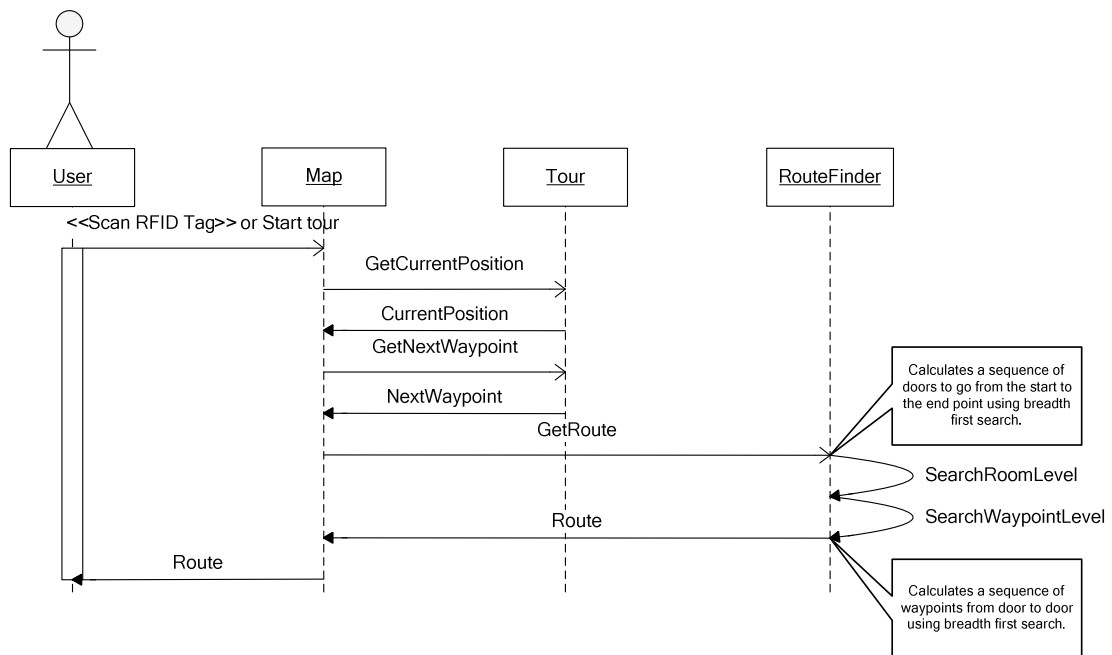 User
Map
Tour
RouteFinder
<<Scan RFID Tag>> or Start tour
GetCurrentPosition
CurrentPosition
GetNextWaypoint
NextWaypoint
GetRoute
Calculates a sequence of
doors to go from the start to
the end point using breadth
first search.
SearchRoomLevel
SearchWaypointLevel
Route
Route
Calculates a sequence of
waypoints from door to door
using breadth first search.